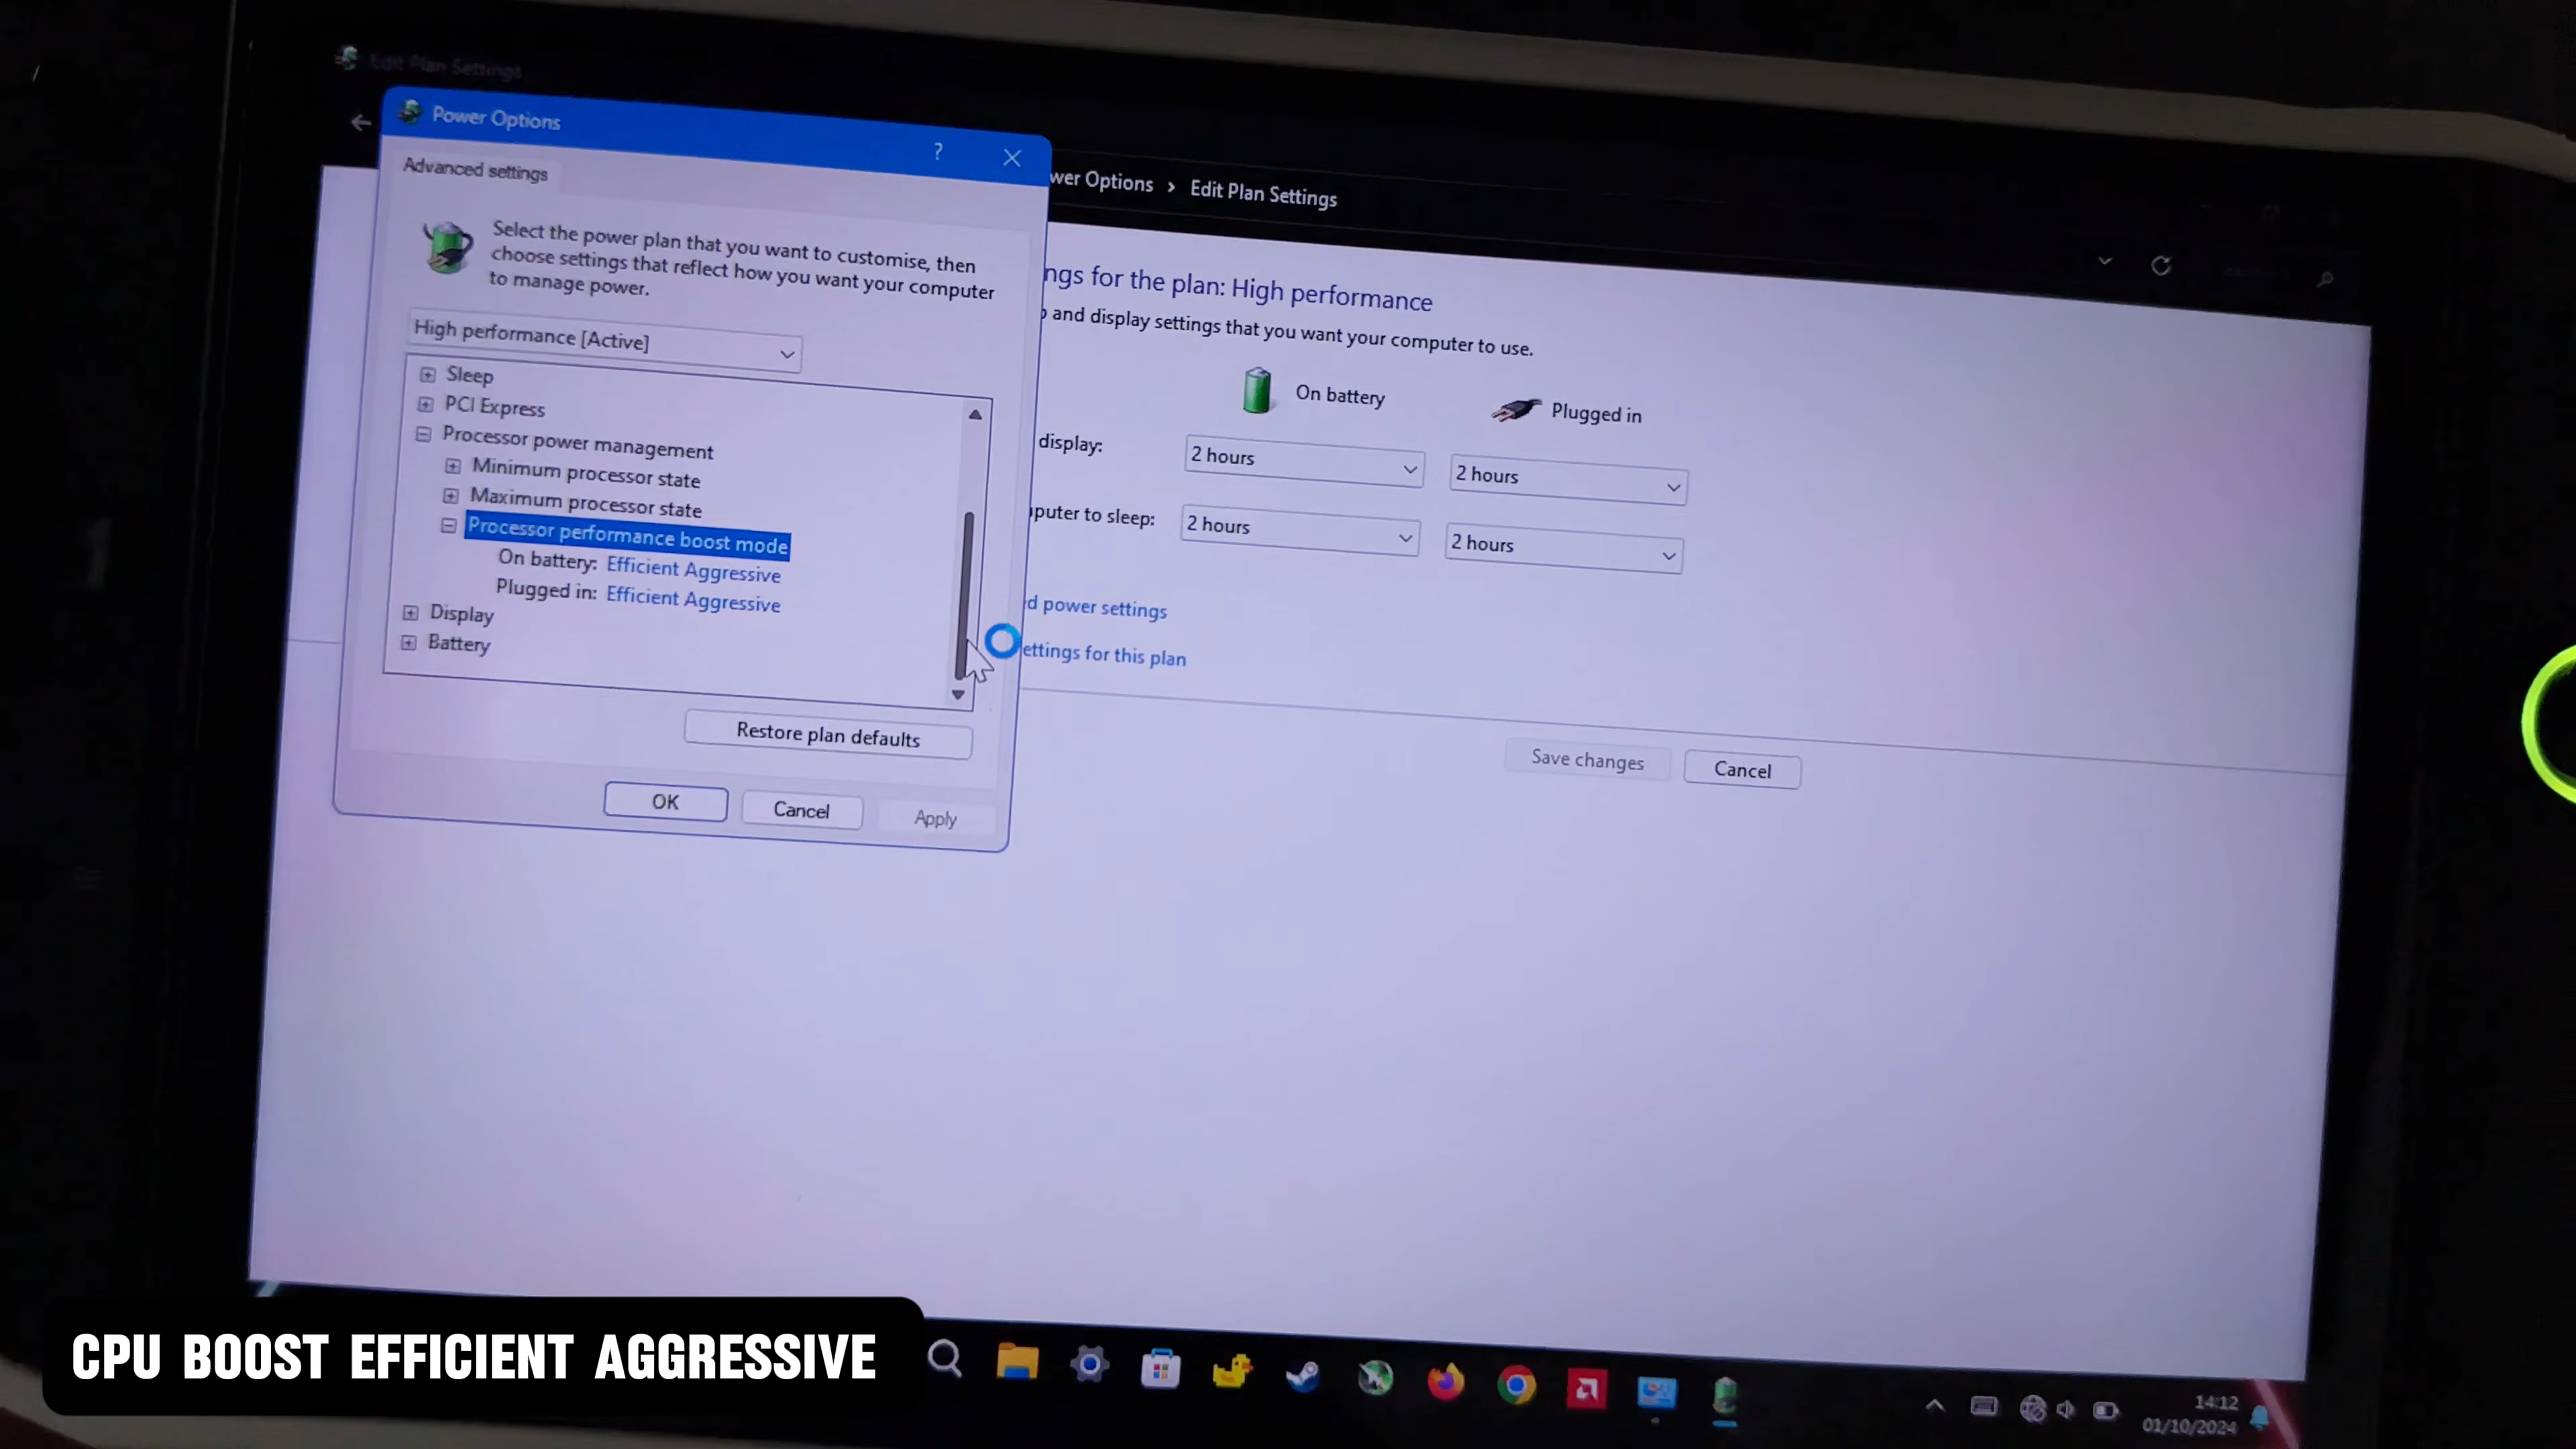 Edit Plan Settings
Power Options
?
Advanced settings
Select the power plan that you want to customise, then
choose settings that reflect how you want your computer
to manage power.
High performance [Active]
Sleep
PCI Express
Processor power management
Minimum processor state
Maximum processor state
Processor performance boost mode
On battery: Efficient Aggressive
Plugged in: Efficient Aggressive
Display
Battery
Restore plan defaults
OK
Cancel
Apply
wer Options > Edit Plan Settings
ngs for the plan: High performance
and display settings that you want your computer to use.
On battery
Plugged in
display:
2 hours
2 hours
puter to sleep:
2 hours
2 hours
d power settings
ettings for this plan
Save changes
Cancel
CPU BOOST EFFICIENT AGGRESSIVE
14:12
01/10/2024